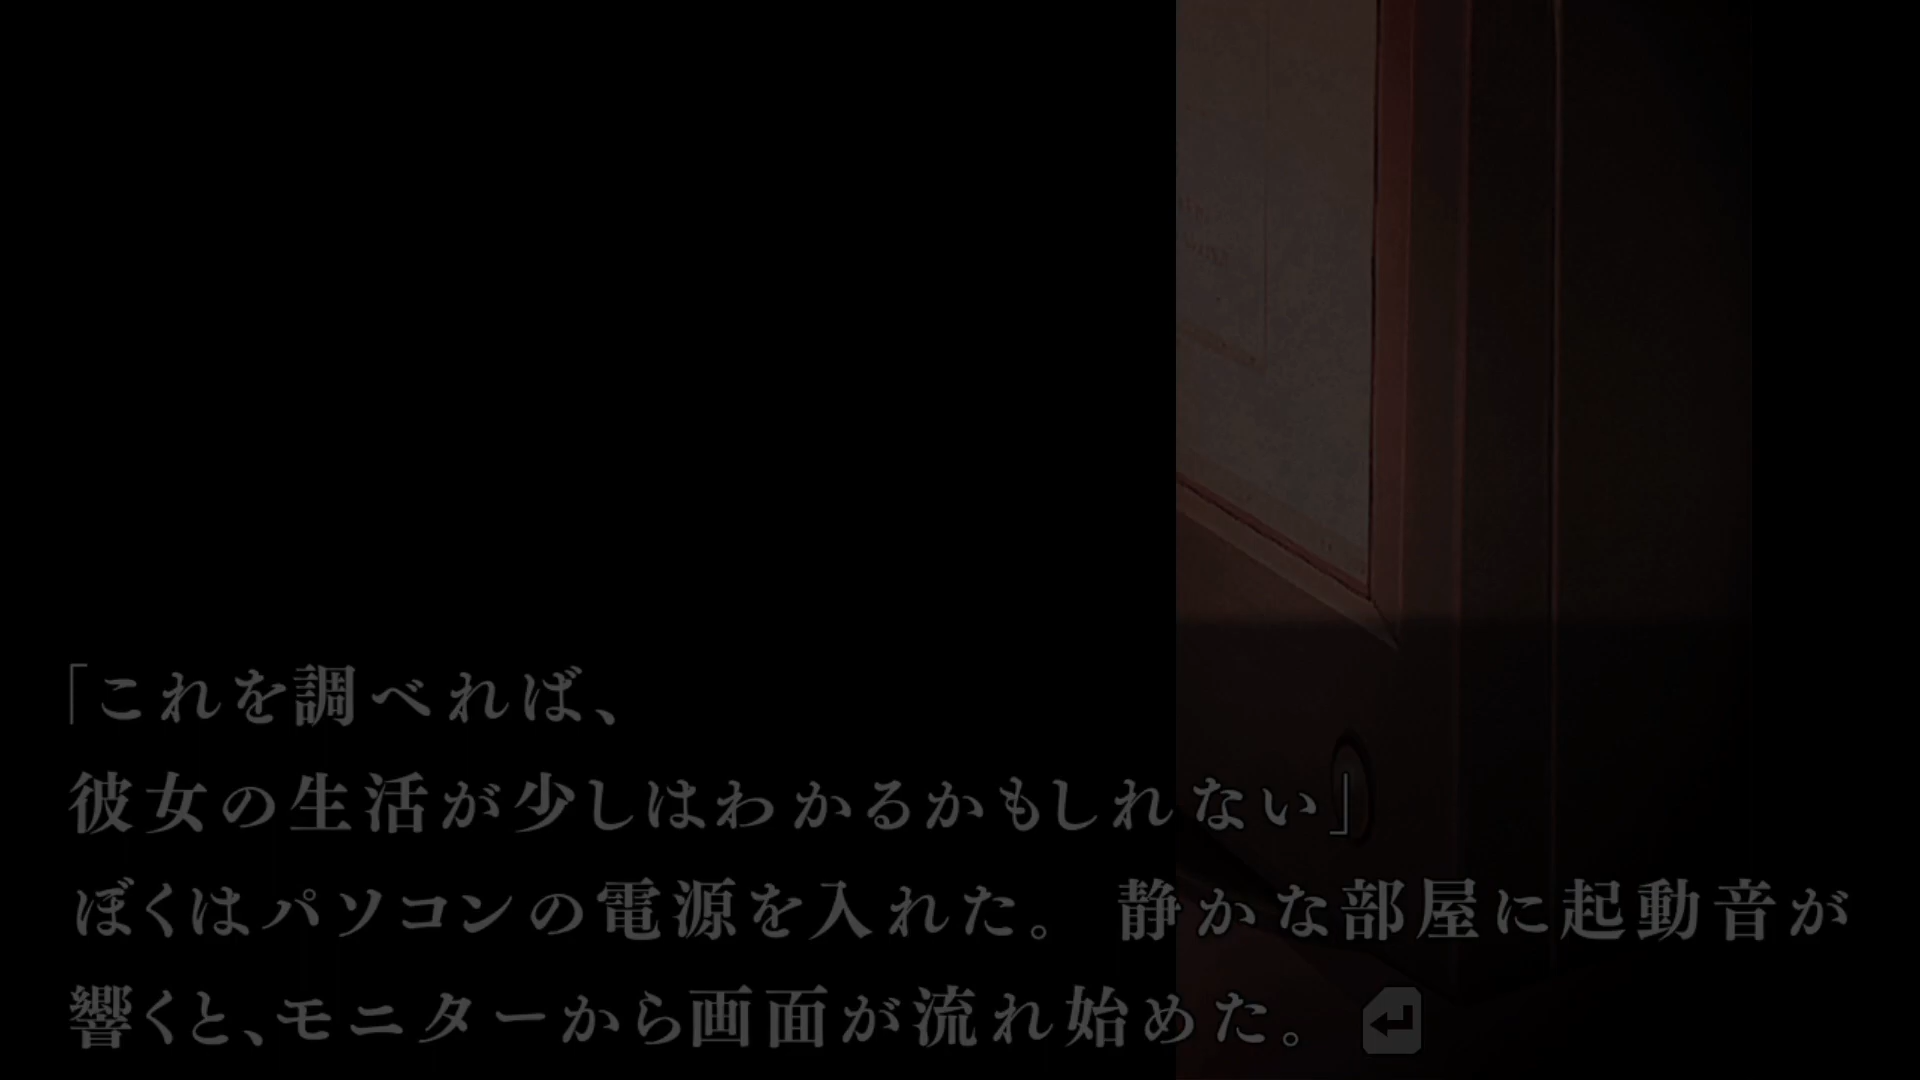 「これを調べれば、
彼女の生活が少しはわかるかもしれない」
ぼくはパソコンの電源を入れた。 静かな部屋に起動音が
響くと、モニターから画面が流れ始めた。